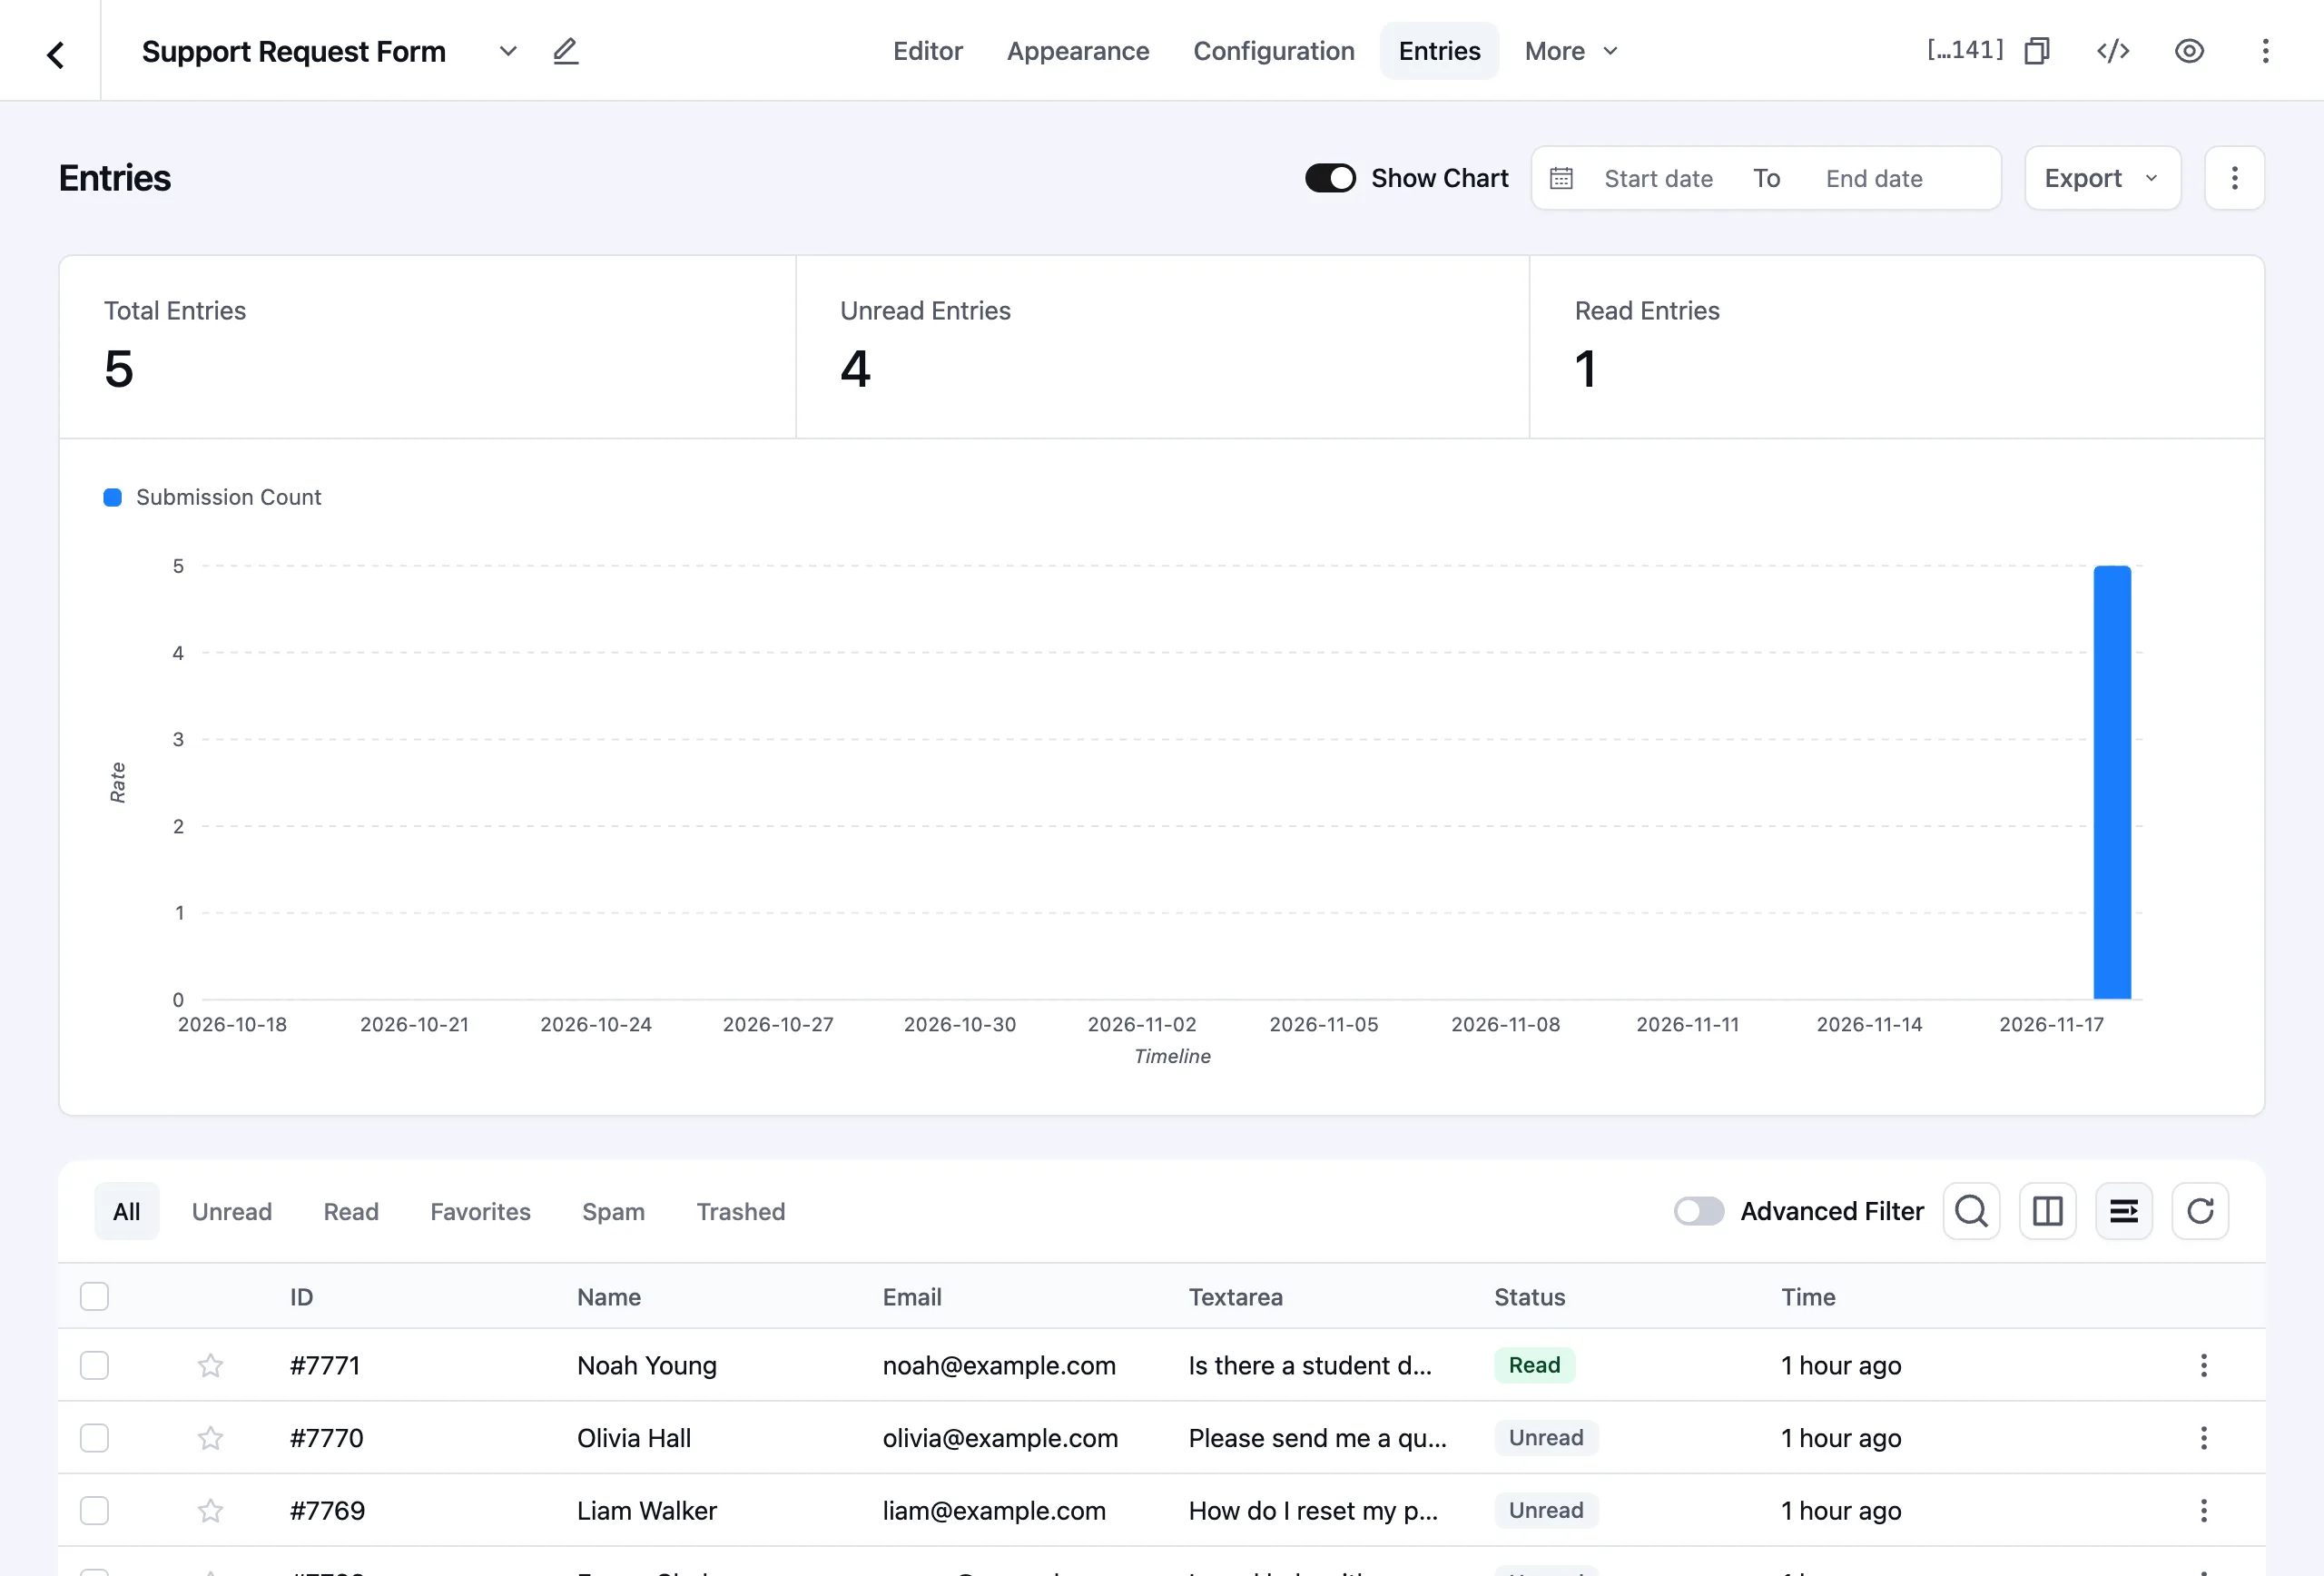 Support Request Form
Editor Appearance Configuration Entries More
[...141]
Entries
Show Chart Start date To End date Export
Total Entries
5
Unread Entries
4
Read Entries
1
Submission Count
5
4
3
2
1
0
Rate
2026-10-18 2026-10-21 2026-10-24 2026-10-27 2026-10-30 2026-11-02 2026-11-05 2026-11-08 2026-11-11 2026-11-14 2026-11-17
Timeline
All Unread Read Favorites Spam Trashed Advanced Filter
ID Name Email Textarea Status Time
#7771 Noah Young noah@example.com Is there a student d... Read 1 hour ago
#7770 Olivia Hall olivia@example.com Please send me a qu... Unread 1 hour ago
#7769 Liam Walker liam@example.com How do I reset my p... Unread 1 hour ago